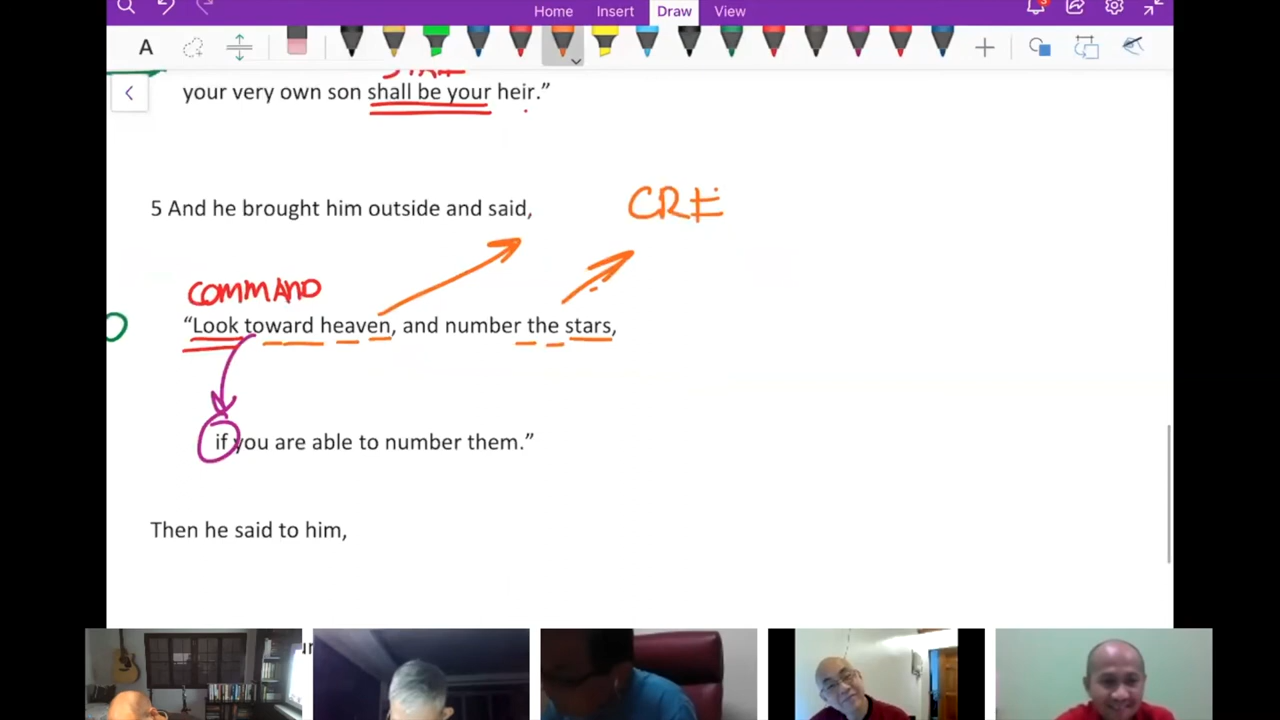 Home Insert Draw View
your very own son shall be your heir.”
5 And he brought him outside and said,
CRE
COMMAND
“Look toward heaven, and number the stars,
if you are able to number them.”
Then he said to him,